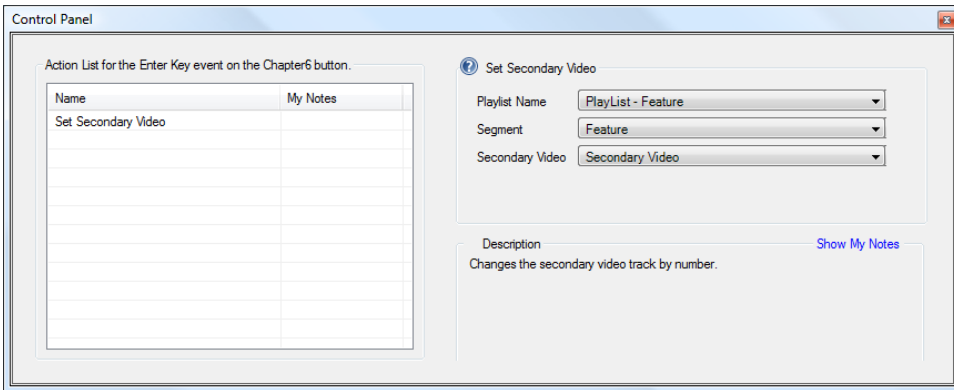 Control Panel
Action List for the Enter Key event on the Chapter6 button.
Name My Notes
Set Secondary Video
Set Secondary Video
Playlist Name PlayList - Feature
Segment Feature
Secondary Video Secondary Video
Description Show My Notes
Changes the secondary video track by number.